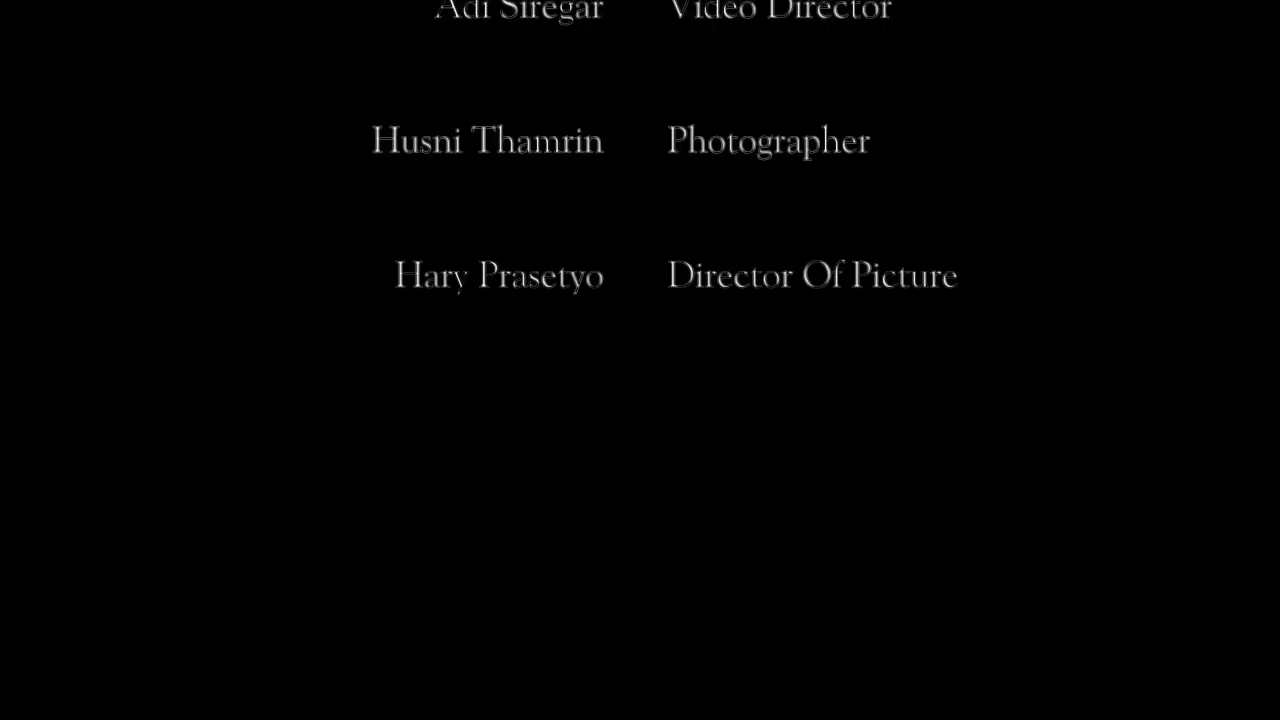 Adi Siregar Video Director
Husni Thamrin Photographer
Hary Prasetyo Director Of Picture